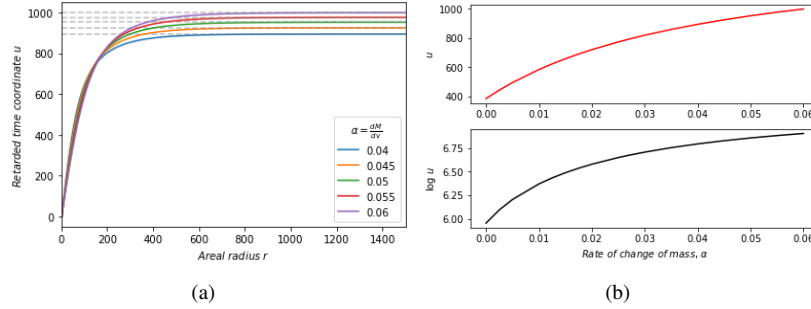 1000
800
600
400
200
0
Retarded time coordinate u
α = dM/dv
0.04
0.045
0.05
0.055
0.06
0 200 400 600 800 1000 1200 1400
Areal radius r
(a)
1000
800
600
400
u
0.00 0.01 0.02 0.03 0.04 0.05 0.06
6.75
6.50
6.25
6.00
log u
0.00 0.01 0.02 0.03 0.04 0.05 0.06
Rate of change of mass, α
(b)